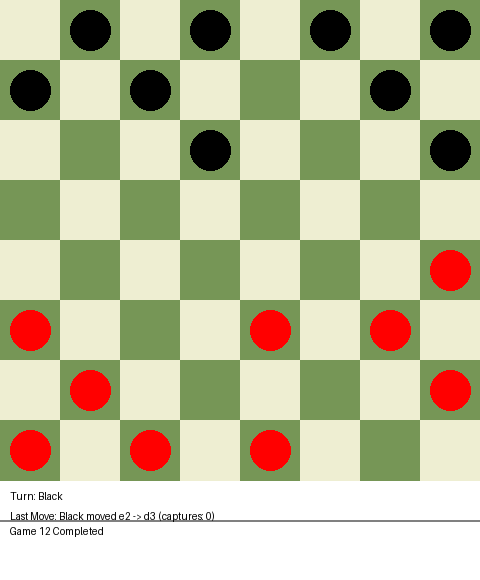 Turn: Black
Last Move: Black moved e2 -> d3 (captures: 0)
Game 12 Completed